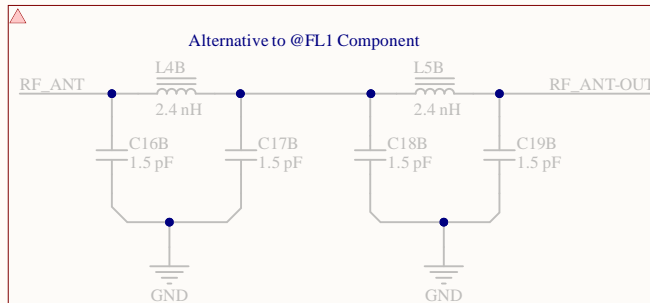 Alternative to @FL1 Component
RF_ANT
L4B
2.4 nH
L5B
2.4 nH
RF_ANT-OUT
C16B
1.5 pF
C17B
1.5 pF
C18B
1.5 pF
C19B
1.5 pF
GND
GND